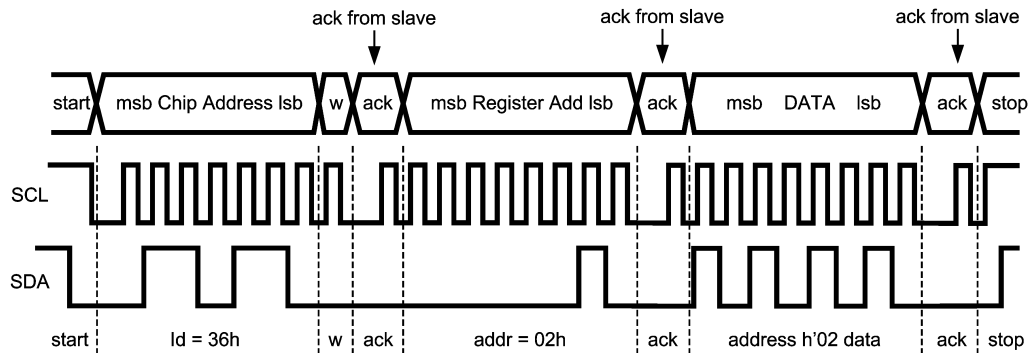 ack from slave ack from slave ack from slave
start msb Chip Address lsb w ack msb Register Add lsb ack msb DATA lsb ack stop
SCL
SDA
start Id = 36h w ack addr = 02h ack address h'02 data ack stop